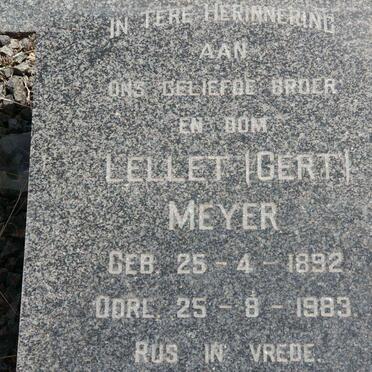 IN TERE HERINNERING
AAN
ONS GELIEFDE BROER
EN OOM
LELLET (GERT)
MEYER
GEB. 25-4-1892
OORL. 25-8-1983.
RUS IN VREDE.